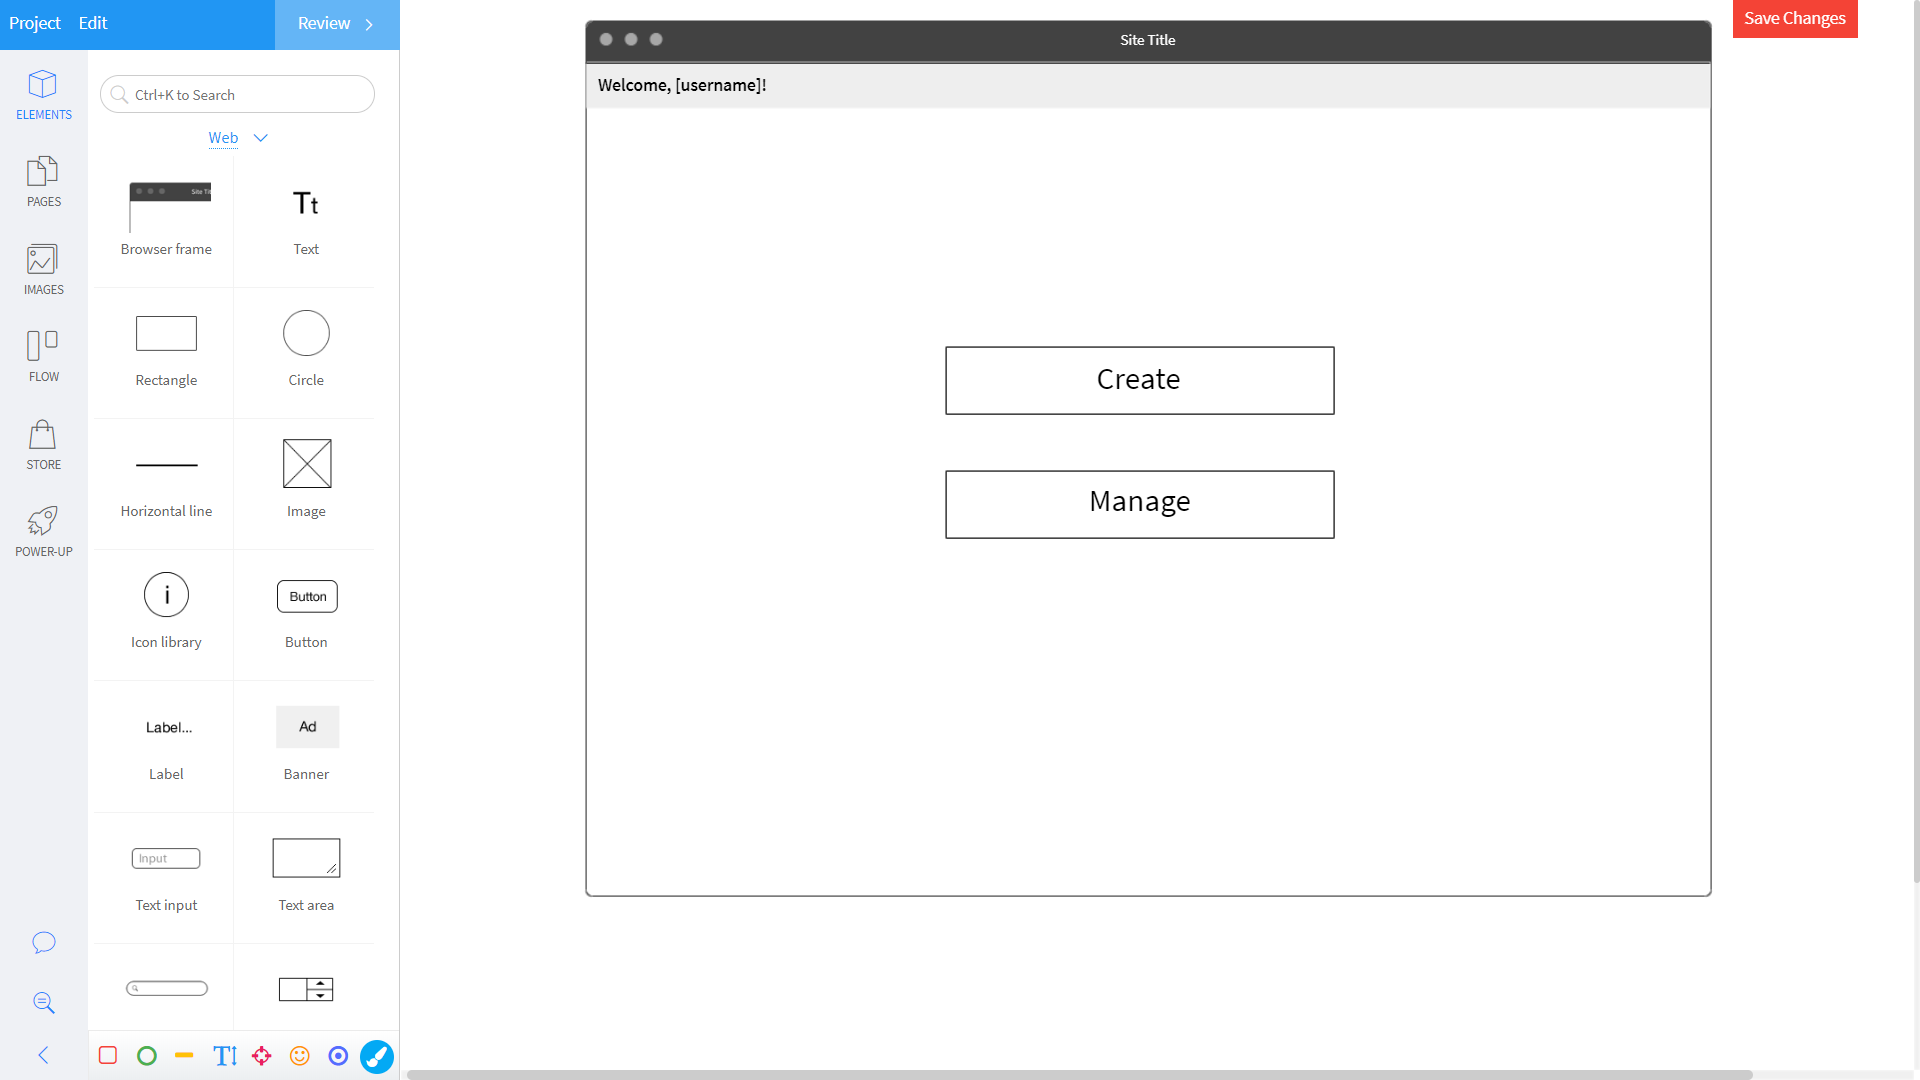 Project Edit Review
Save Changes
Site Title
Welcome, [username]!
Create
Manage
ELEMENTS
PAGES
IMAGES
FLOW
STORE
POWER-UP
Ctrl+K to Search
Web
Site Tit
Tt
Browser frame Text
Rectangle Circle
Horizontal line Image
i Button
Icon library Button
Label... Ad
Label Banner
Input
Text input Text area
T